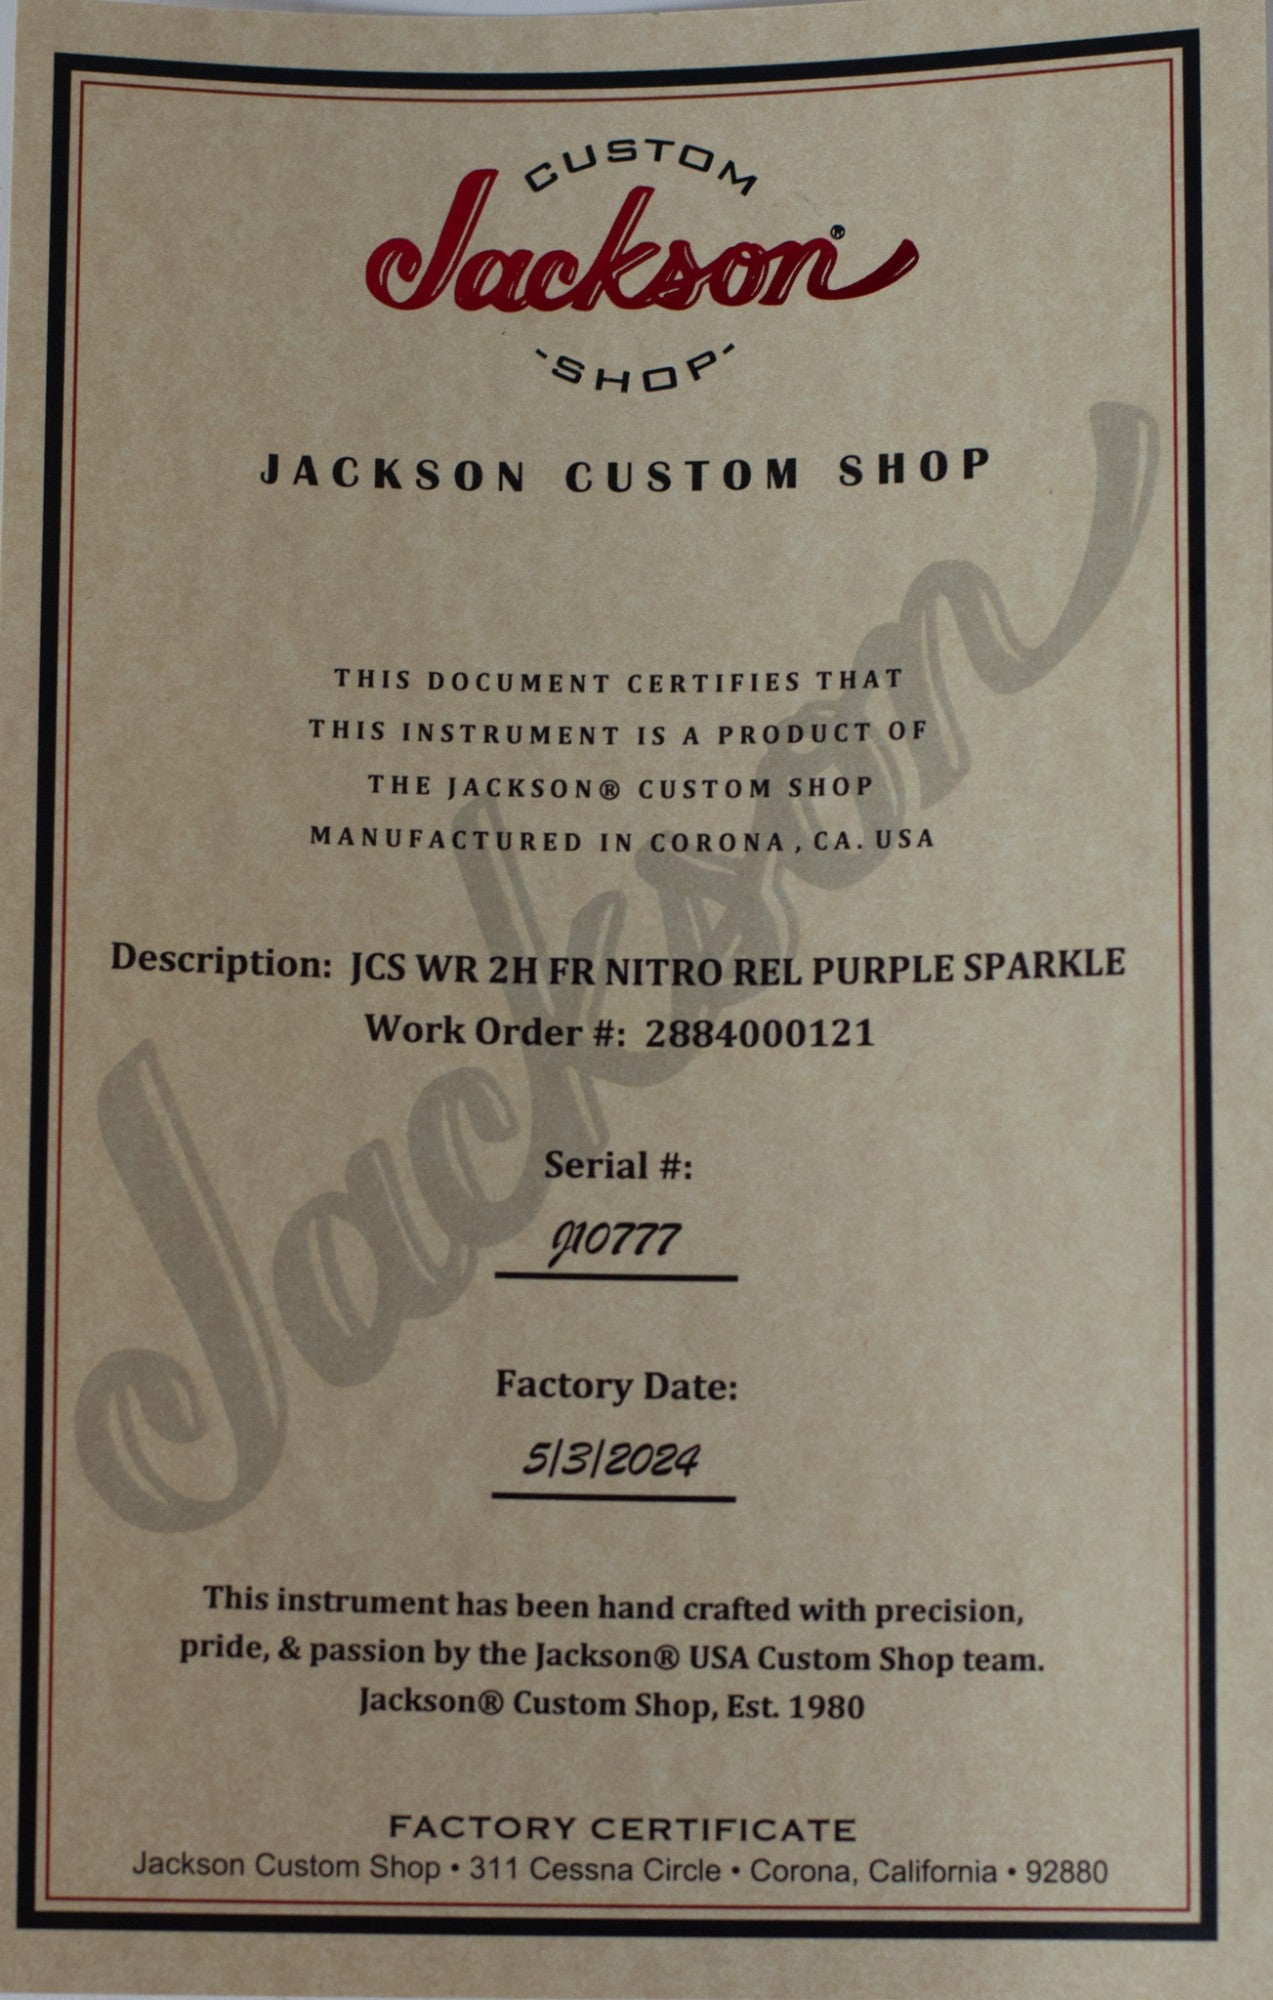 CUSTOM
Jackson®
SHOP
JACKSON CUSTOM SHOP
THIS DOCUMENT CERTIFIES THAT
THIS INSTRUMENT IS A PRODUCT OF
THE JACKSON® CUSTOM SHOP
MANUFACTURED IN CORONA, CA. USA
Jackson
Description: JCS WR 2H FR NITRO REL PURPLE SPARKLE
Work Order #: 2884000121
Serial #:
J10777
Factory Date:
5/3/2024
This instrument has been hand crafted with precision,
pride, & passion by the Jackson® USA Custom Shop team.
Jackson® Custom Shop, Est. 1980
FACTORY CERTIFICATE
Jackson Custom Shop • 311 Cessna Circle • Corona, California • 92880